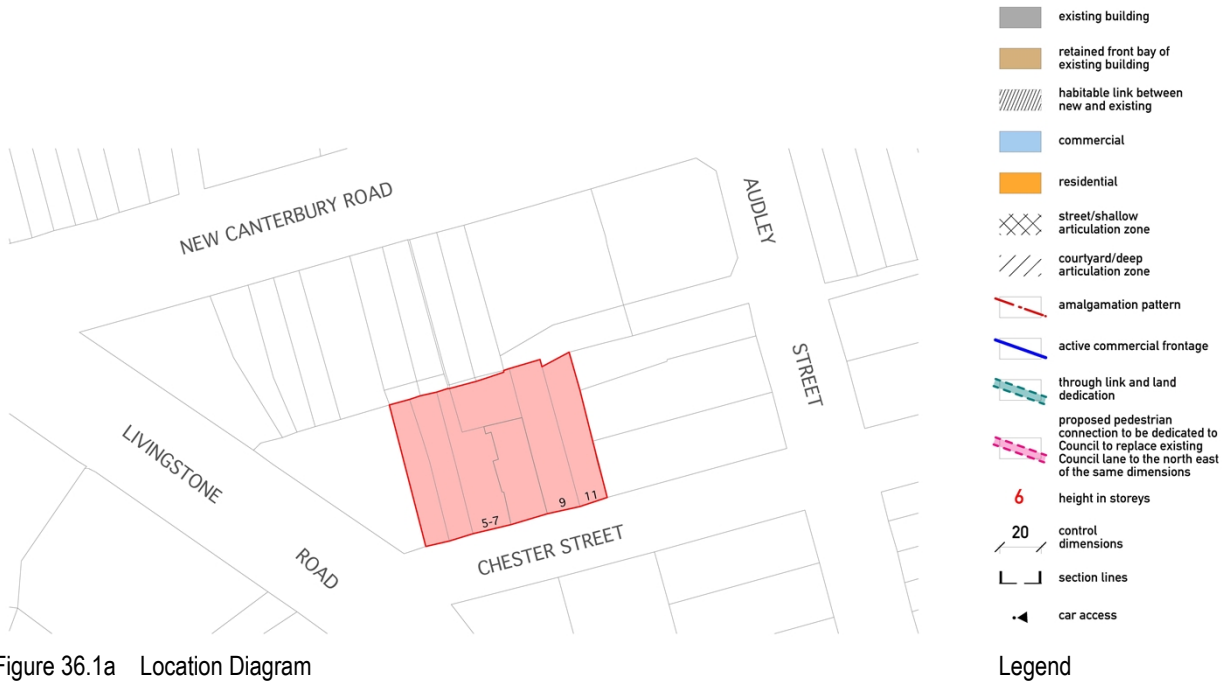 NEW CANTERBURY ROAD
AUDLEY
STREET
LIVINGSTONE
ROAD
CHESTER STREET
5-7
9
11
existing building
retained front bay of
existing building
habitable link between
new and existing
commercial
residential
street/shallow
articulation zone
courtyard/deep
articulation zone
amalgamation pattern
active commercial frontage
through link and land
dedication
proposed pedestrian
connection to be dedicated to
Council to replace existing
Council lane to the north east
of the same dimensions
6
height in storeys
20
control
dimensions
section lines
car access
Figure 36.1a Location Diagram
Legend